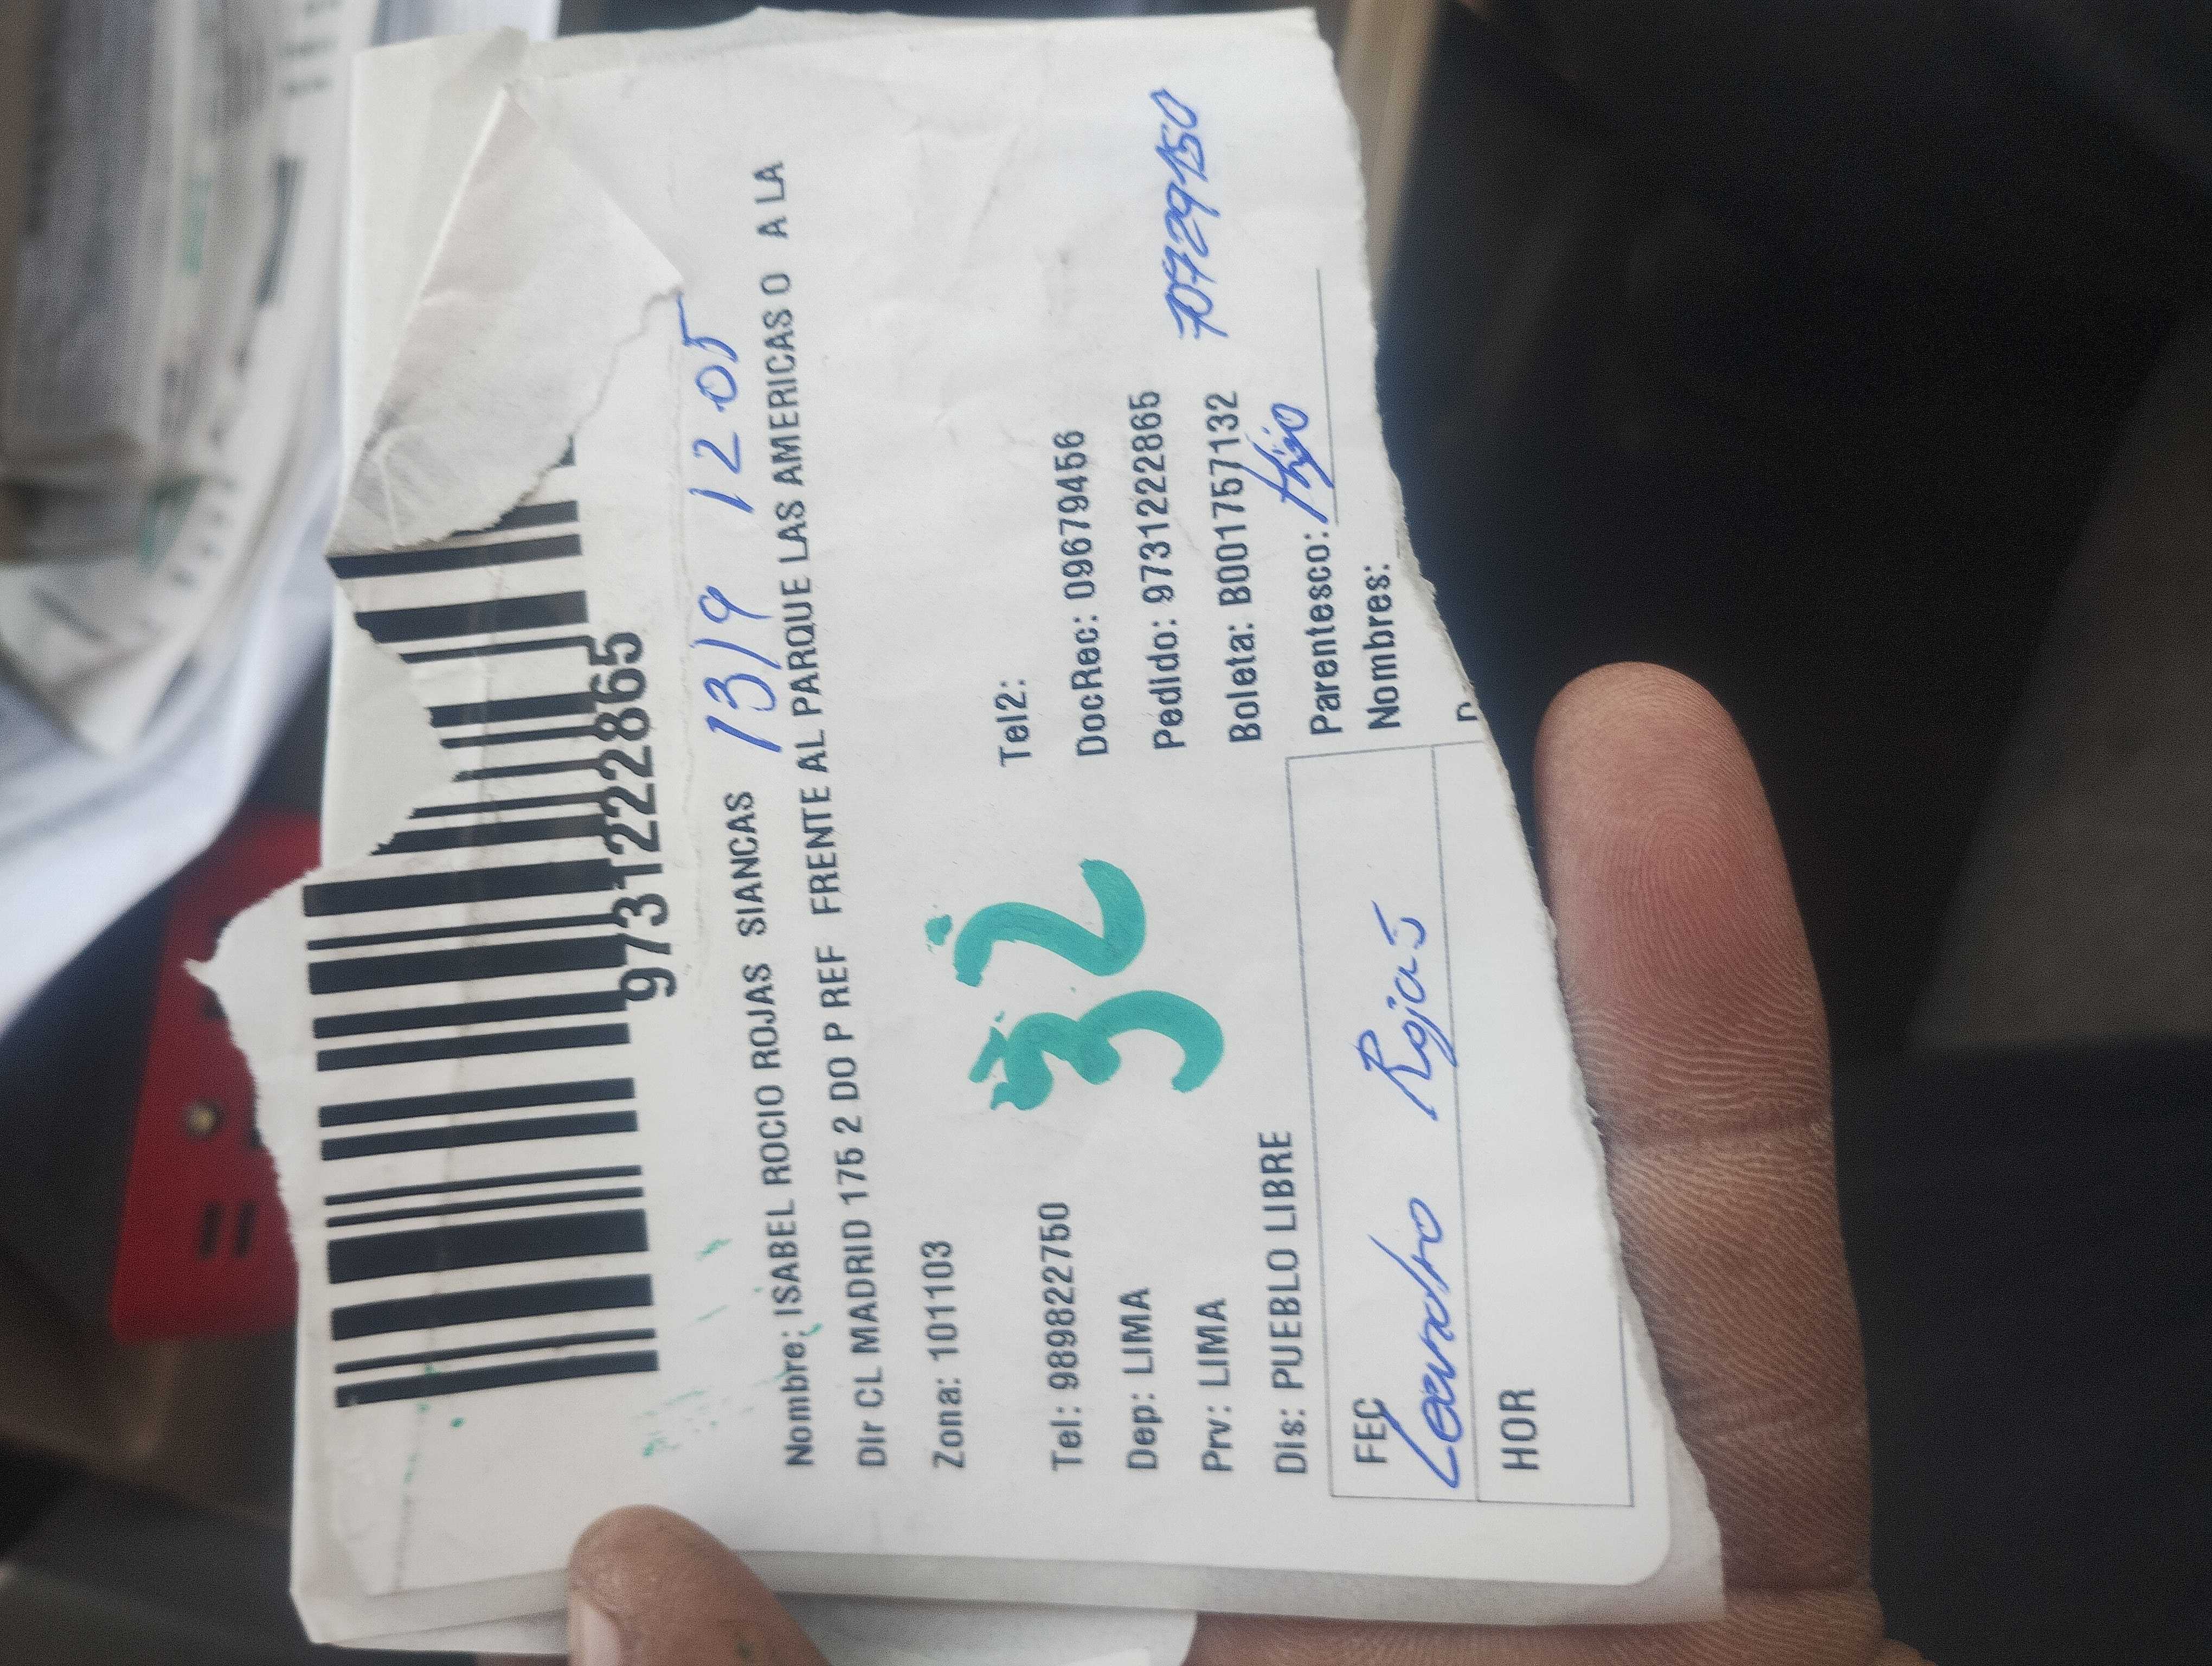 973122865
Nombre: ISABEL ROCIO ROJAS SIANCAS 13/9 12 05
Dir CL MADRID 175 2 DO P REF FRENTE AL PARQUE LAS AMERICAS O A LA
Zona: 101103
32
Tel: 989822750 Tel2:
Dep: LIMA DocRec: 09679456
Prv: LIMA Pedido: 973122865 70729150
Dis: PUEBLO LIBRE Boleta: B001757132
Parentesco: Hijo
FEC Leandro Rojas Nombres:
HOR